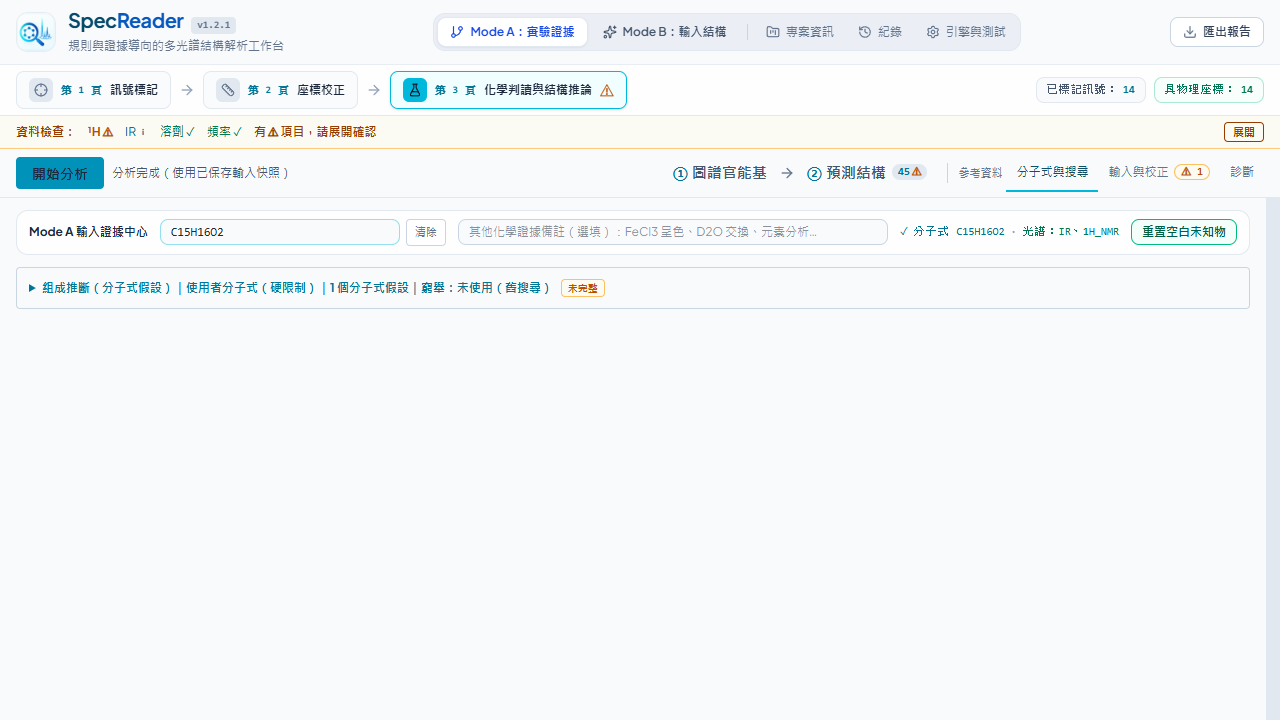 SpecReader v1.2.1
規則與證據導向的多光譜結構解析工作台
Mode A：實驗證據
Mode B：輸入結構
專案資訊
紀錄
引擎與測試
匯出報告
第 1 頁 訊號標記
第 2 頁 座標校正
第 3 頁 化學判讀與結構推論 ⚠
已標記訊號： 14
具物理座標： 14
資料檢查： ¹H⚠ IR ℹ 溶劑✓ 頻率✓ 有⚠項目，請展開確認
展開
開始分析
分析完成（使用已保存輸入快照）
① 圖譜官能基 → ② 預測結構 45⚠
參考資料
分子式與搜尋
輸入與校正 ⚠ 1
診斷
Mode A 輸入證據中心
C15H16O2
清除
其他化學證據備註（選填）：FeCl3 呈色、D2O 交換、元素分析…
✓ 分子式 C15H16O2 · 光譜：IR、1H_NMR
重置空白未知物
▶ 組成推斷（分子式假設）｜使用者分子式（硬限制）｜1 個分子式假設｜窮舉：未使用（舊搜尋） 未完整